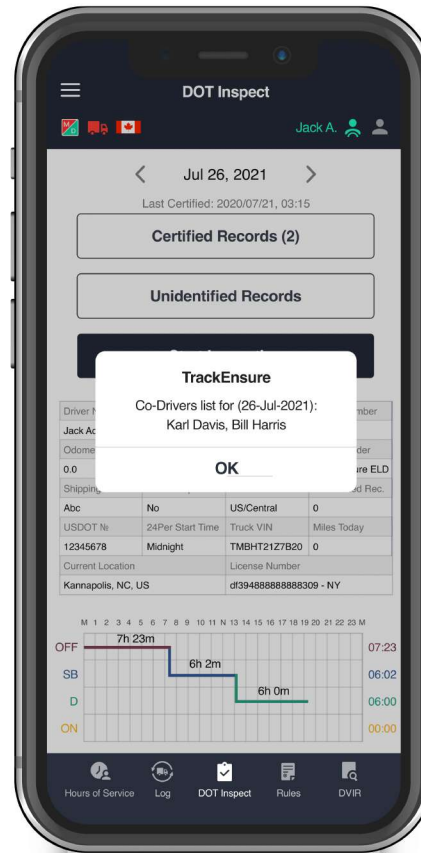 DOT Inspect
M/D
Jack A.
Jul 26, 2021
Last Certified: 2020/07/21, 03:15
Certified Records (2)
Unidentified Records
TrackEnsure
Co-Drivers list for (26-Jul-2021):
Karl Davis, Bill Harris
OK
Driver
Jack
0.0
ure ELD
Shipping
Rec.
Abc No US/Central 0
USDOT № 24Per Start Time Truck VIN Miles Today
12345678 Midnight TMBHT21Z7B20 0
Current Location License Number
Kannapolis, NC, US df394888888888309 - NY
M 1 2 3 4 5 6 7 8 9 10 11 N 13 14 15 16 17 18 19 20 21 22 23 M
OFF 7h 23m 07:23
SB 6h 2m 06:02
D 6h 0m 06:00
ON 00:00
Hours of Service Log DOT Inspect Rules DVIR